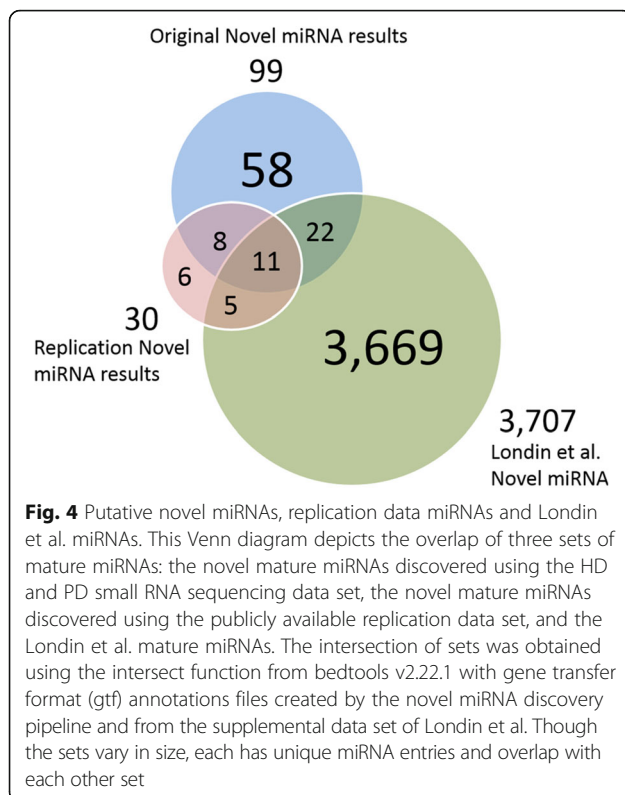 Original Novel miRNA results
99
58
8
22
11
6
5
30
Replication Novel
miRNA results
3,669
3,707
Londin et al.
Novel miRNA
Fig. 4 Putative novel miRNAs, replication data miRNAs and Londin
et al. miRNAs. This Venn diagram depicts the overlap of three sets of
mature miRNAs: the novel mature miRNAs discovered using the HD
and PD small RNA sequencing data set, the novel mature miRNAs
discovered using the publicly available replication data set, and the
Londin et al. mature miRNAs. The intersection of sets was obtained
using the intersect function from bedtools v2.22.1 with gene transfer
format (gtf) annotations files created by the novel miRNA discovery
pipeline and from the supplemental data set of Londin et al. Though
the sets vary in size, each has unique miRNA entries and overlap with
each other set